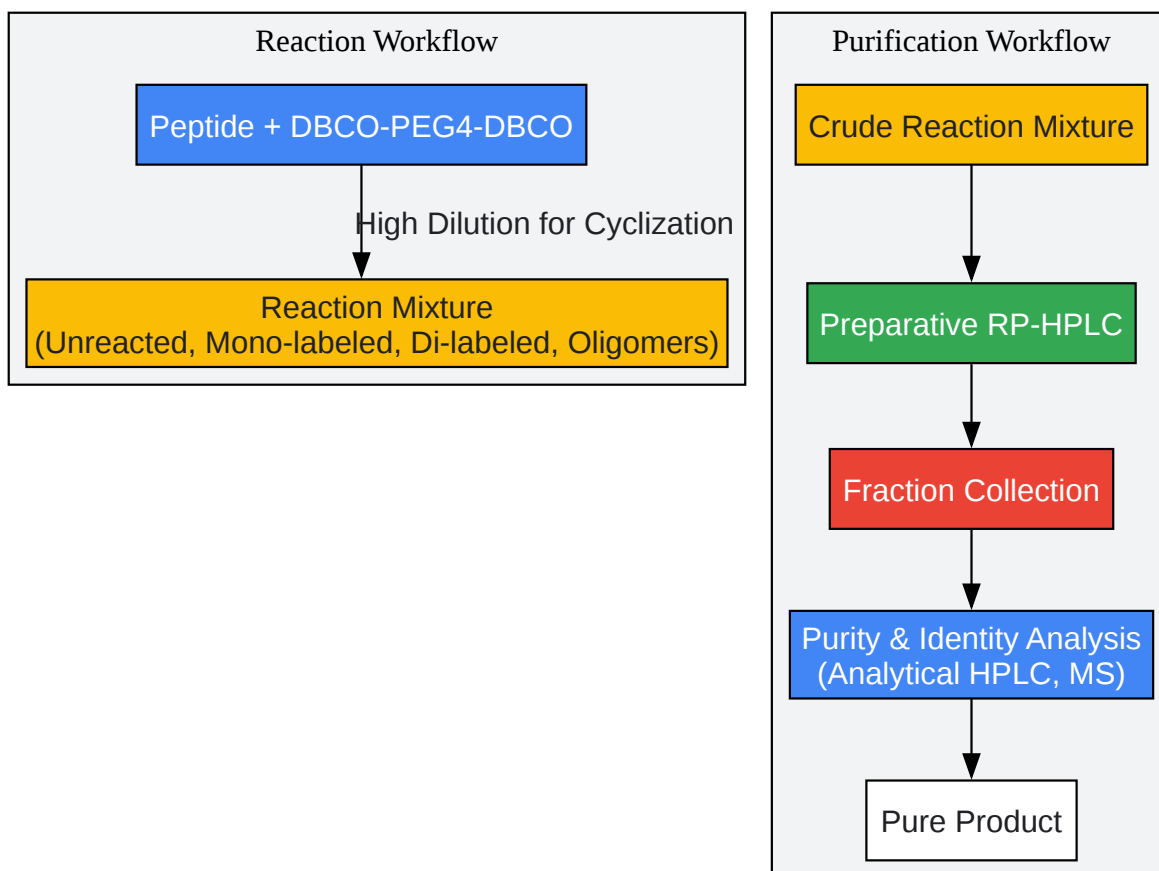 Reaction Workflow
Peptide + DBCO-PEG4-DBCO
High Dilution for Cyclization
Reaction Mixture
(Unreacted, Mono-labeled, Di-labeled, Oligomers)
Purification Workflow
Crude Reaction Mixture
Preparative RP-HPLC
Fraction Collection
Purity & Identity Analysis
(Analytical HPLC, MS)
Pure Product